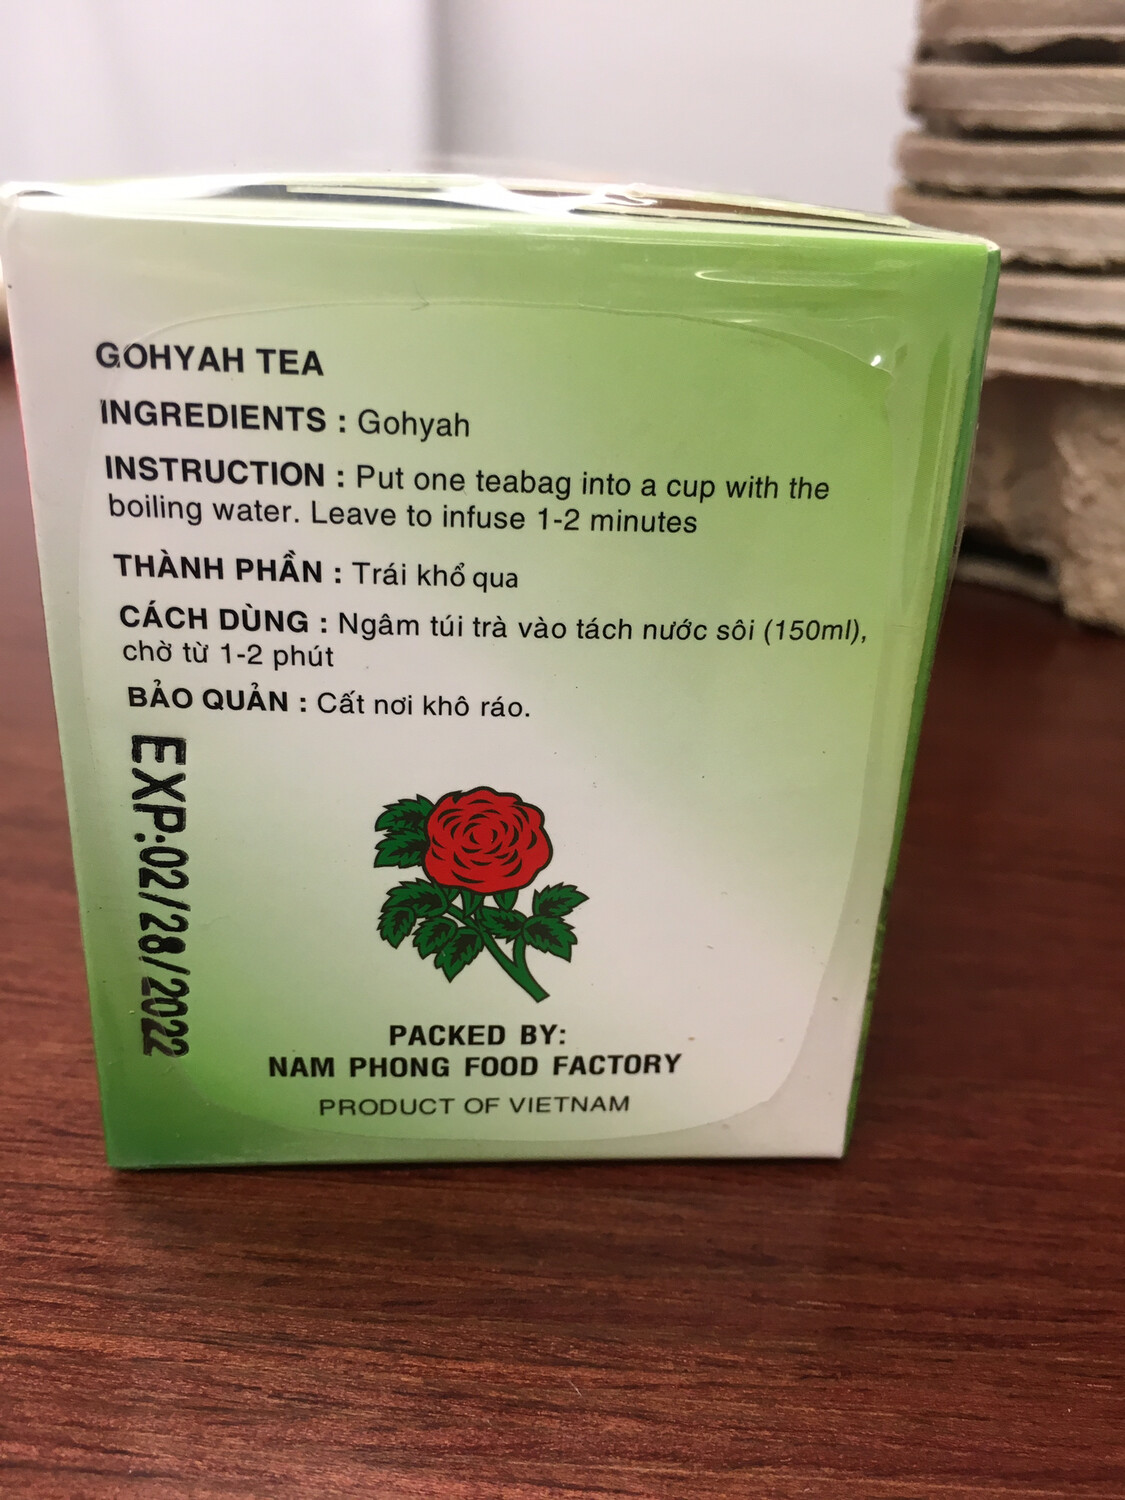 GOHYAH TEA
INGREDIENTS : Gohyah
INSTRUCTION : Put one teabag into a cup with the
boiling water. Leave to infuse 1-2 minutes
THÀNH PHẦN : Trái khổ qua
CÁCH DÙNG : Ngâm túi trà vào tách nước sôi (150ml),
chờ từ 1-2 phút
BẢO QUẢN : Cất nơi khô ráo.
EXP:02/28/2022
PACKED BY:
NAM PHONG FOOD FACTORY
PRODUCT OF VIETNAM